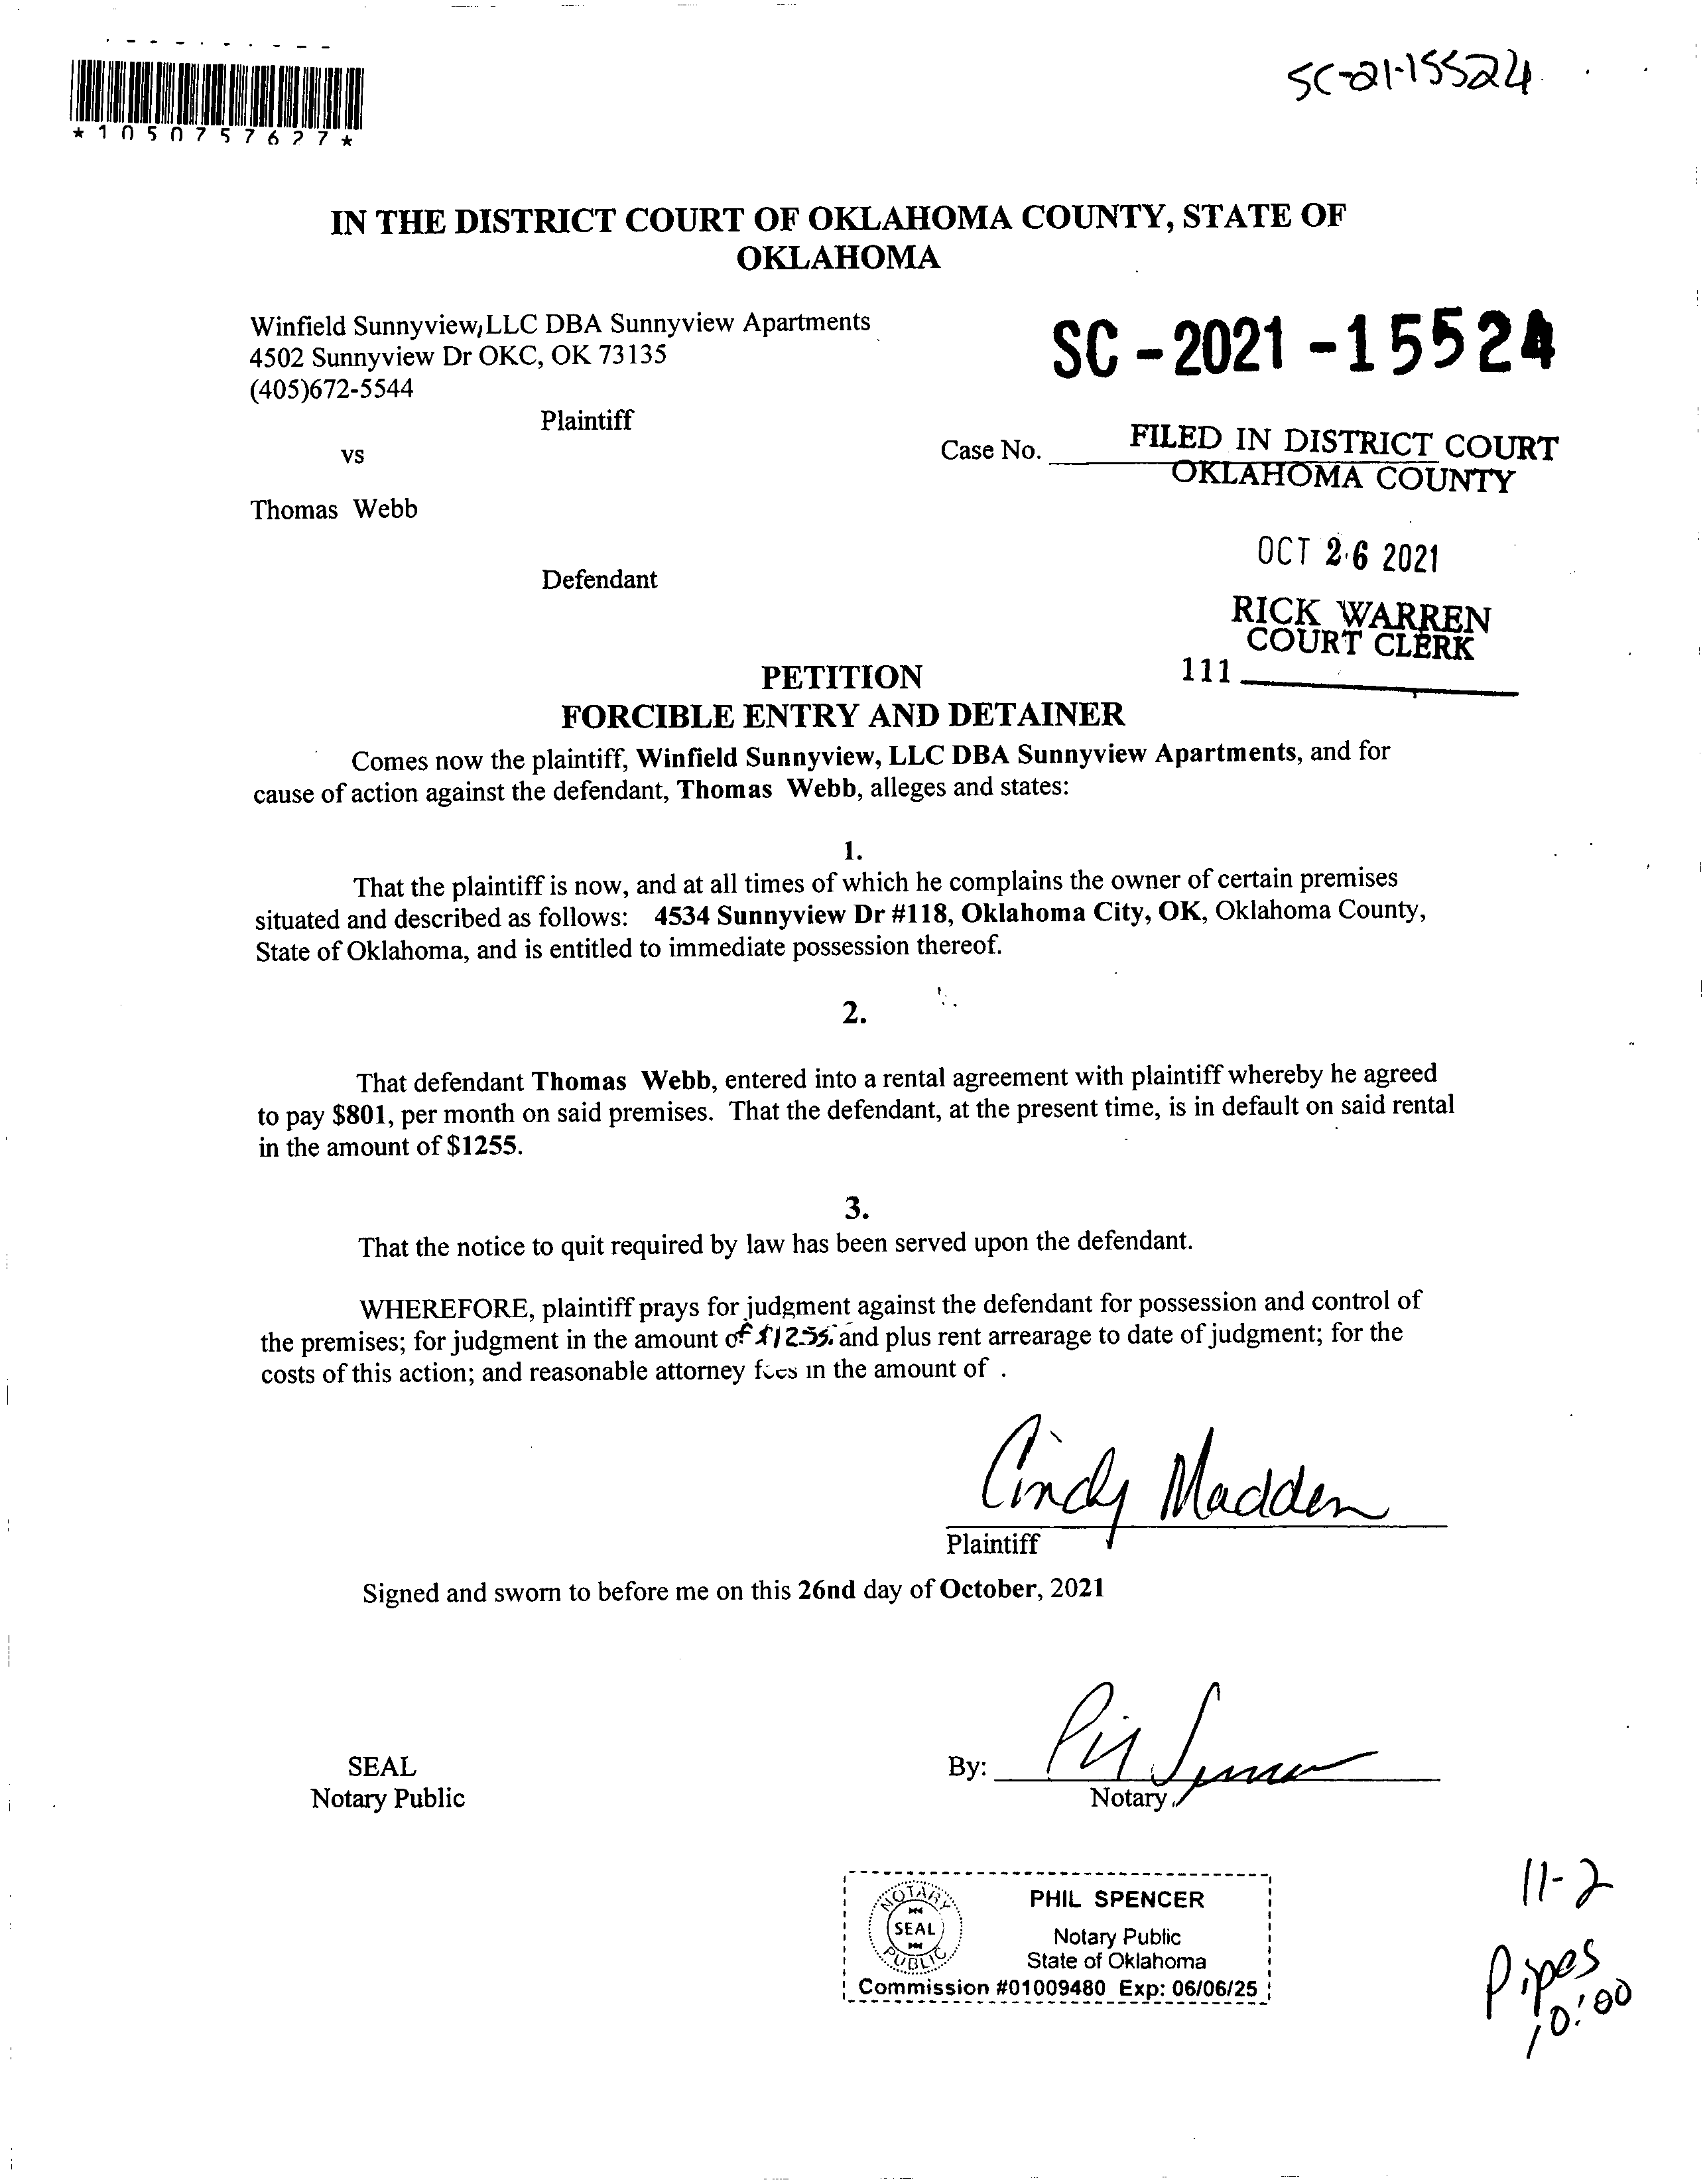 SC-21-15524
*1050757627*
IN THE DISTRICT COURT OF OKLAHOMA COUNTY, STATE OF
OKLAHOMA
Winfield Sunnyview, LLC DBA Sunnyview Apartments
4502 Sunnyview Dr OKC, OK 73135
(405)672-5544
Plaintiff
vs
Thomas Webb
Defendant
SC-2021-15524
Case No.
FILED IN DISTRICT COURT
OKLAHOMA COUNTY
OCT 26 2021
RICK WARREN
COURT CLERK
111
PETITION
FORCIBLE ENTRY AND DETAINER
Comes now the plaintiff, Winfield Sunnyview, LLC DBA Sunnyview Apartments, and for
cause of action against the defendant, Thomas Webb, alleges and states:
1.
That the plaintiff is now, and at all times of which he complains the owner of certain premises
situated and described as follows: 4534 Sunnyview Dr #118, Oklahoma City, OK, Oklahoma County,
State of Oklahoma, and is entitled to immediate possession thereof.
2.
That defendant Thomas Webb, entered into a rental agreement with plaintiff whereby he agreed
to pay $801, per month on said premises. That the defendant, at the present time, is in default on said rental
in the amount of $1255.
3.
That the notice to quit required by law has been served upon the defendant.
WHEREFORE, plaintiff prays for judgment against the defendant for possession and control of
the premises; for judgment in the amount of $1255. and plus rent arrearage to date of judgment; for the
costs of this action; and reasonable attorney fees in the amount of .
Cindy Madden
Plaintiff
Signed and sworn to before me on this 26nd day of October, 2021
SEAL
Notary Public
By:
Phil Spencer
Notary
NOTARY
SEAL
PUBLIC
PHIL SPENCER
Notary Public
State of Oklahoma
Commission #01009480 Exp: 06/06/25
11-2
Pipes
10:00